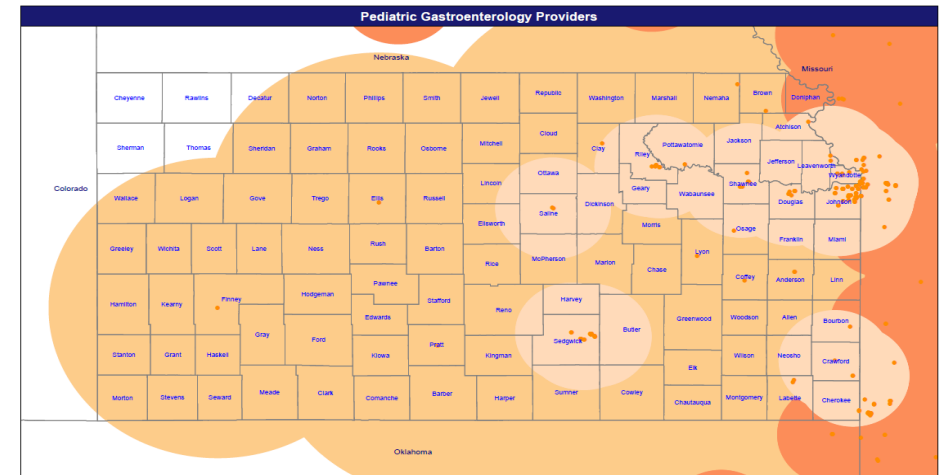 Pediatric Gastroenterology Providers
Nebraska
Missouri
Cheyenne Rawlins Decatur Norton Phillips Smith Jewell Republic Washington Marshall Nemaha Brown Doniphan
Atchison
Sherman Thomas Sheridan Graham Rooks Osborne Mitchell Cloud Clay Riley Pottawatomie Jackson
Jefferson Leavenworth
Wyandotte
Colorado
Wallace Logan Gove Trego Ellis Russell Lincoln Ottawa Geary Wabaunsee Shawnee
Saline Dickinson Douglas Johnson
Ellsworth Morris Osage
Greeley Wichita Scott Lane Ness Rush Barton Rice McPherson Marion Chase Lyon Franklin Miami
Hamilton Kearny Finney Hodgeman Pawnee Stafford Reno Harvey Coffey Anderson Linn
Gray Ford Edwards Sedgwick Butler Greenwood Woodson Allen Bourbon
Stanton Grant Haskell Kiowa Pratt Kingman Elk Wilson Neosho Crawford
Morton Stevens Seward Meade Clark Comanche Barber Harper Sumner Cowley Chautauqua Montgomery Labette Cherokee
Oklahoma